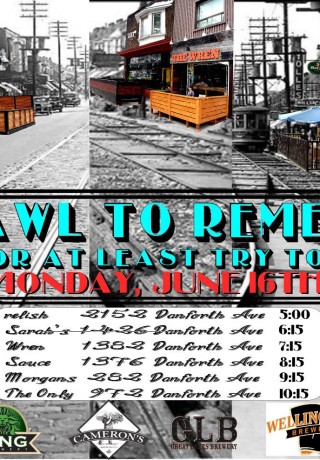 THE WREN
AWL TO REME
OR AT LEAST TRY TO
MONDAY, JUNE 16TH
relish 2152 Danforth Ave 5:00
Sarah's 1426 Danforth Ave 6:15
Wren 1382 Danforth Ave 7:15
Sauce 1376 Danforth Ave 8:15
Morgans 282 Danforth Ave 9:15
The Only 972 Danforth Ave 10:15
CAMERON'S
GLB
GREAT LAKES BREWERY
WELLING
BREWE